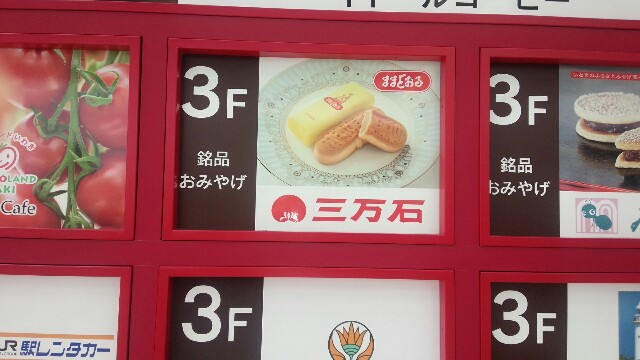 3F
銘品
おみやげ
ままどおる
三万石
3F
銘品
おみやげ
Cafe
3F
3F
JR 駅レンタカー